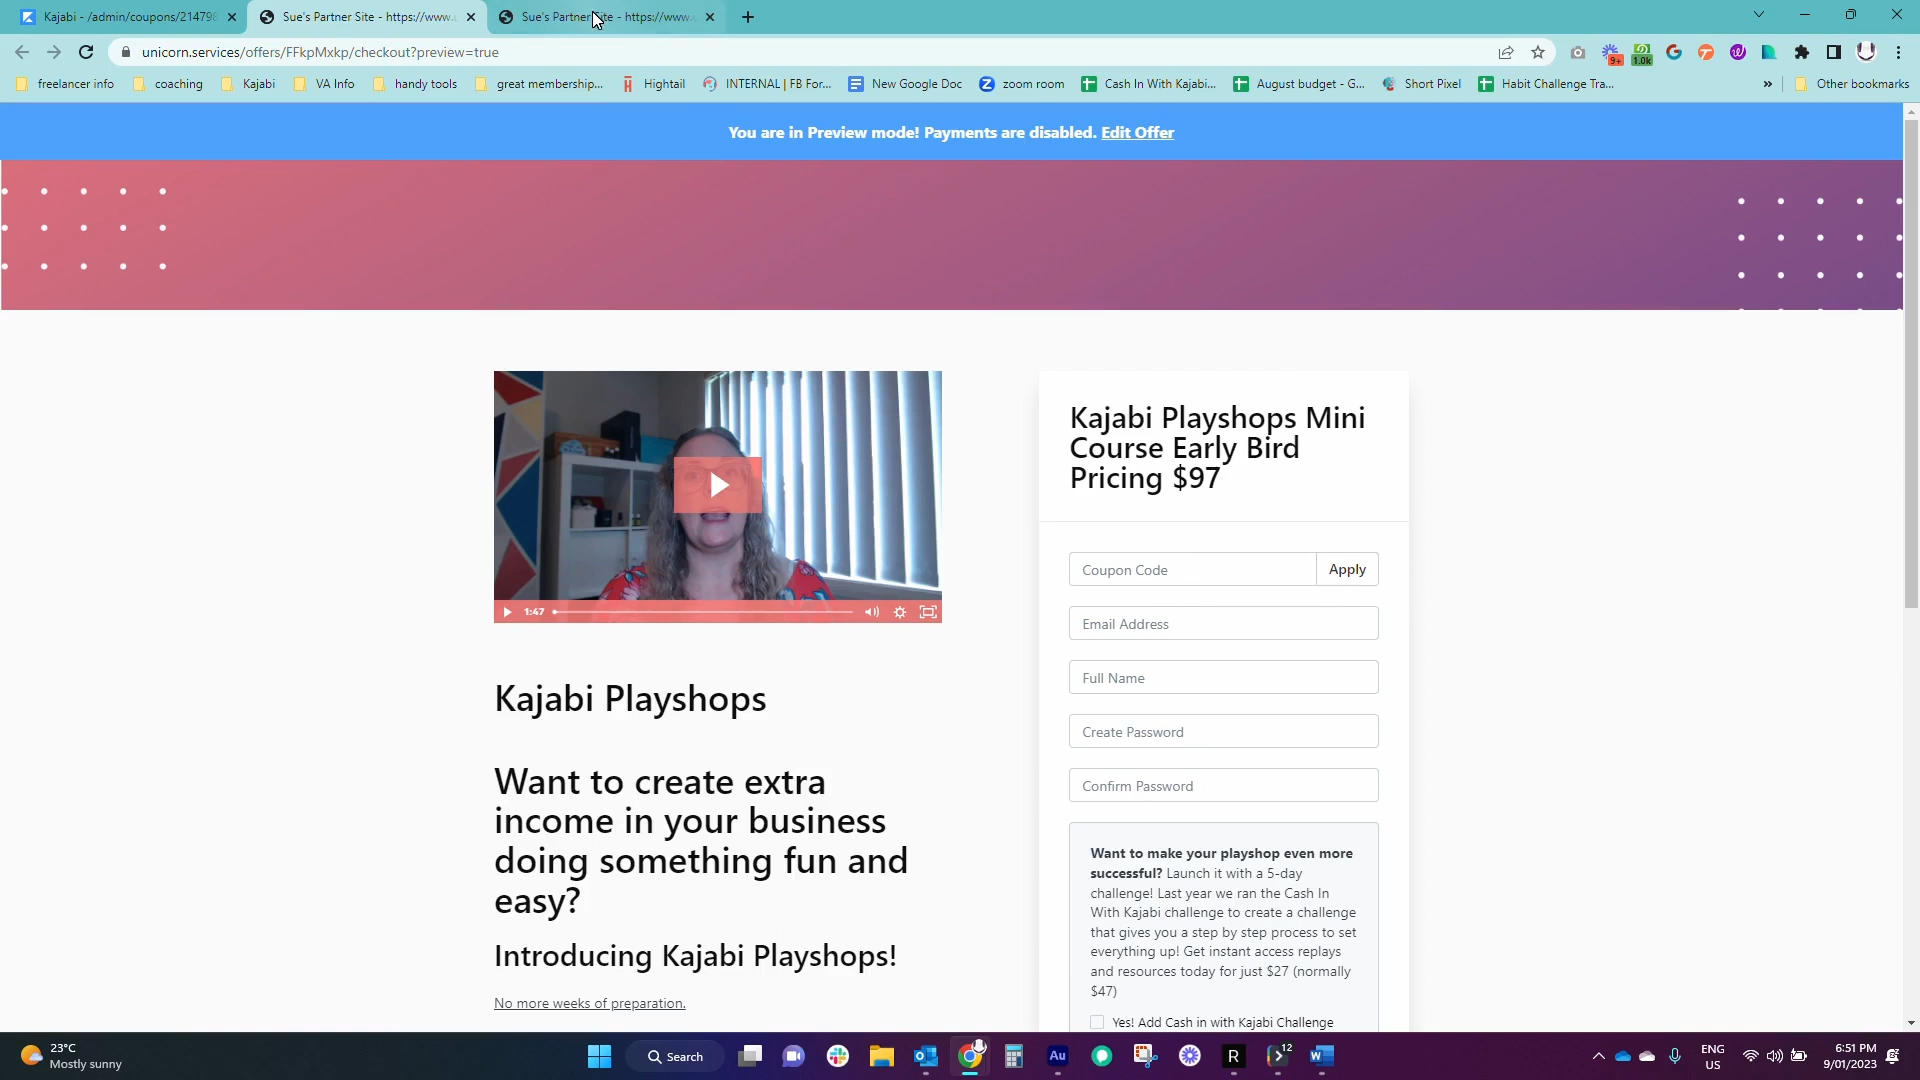 Kajabi - /admin/coupons/214798
Sue's Partner Site - https://www.u
Sue's Partner Site - https://www.
unicorn.services/offers/FFkpMxkp/checkout?preview=true
9+
1.0k
freelancer info
coaching
Kajabi
VA Info
handy tools
great membership...
Hightail
INTERNAL | FB For...
New Google Doc
zoom room
Cash In With Kajabi...
August budget - G...
Short Pixel
Habit Challenge Tra...
»
Other bookmarks
You are in Preview mode! Payments are disabled. Edit Offer
1:47
Kajabi Playshops
Want to create extra
income in your business
doing something fun and
easy?
Introducing Kajabi Playshops!
No more weeks of preparation.
Kajabi Playshops Mini
Course Early Bird
Pricing $97
Coupon Code
Apply
Email Address
Full Name
Create Password
Confirm Password
Want to make your playshop even more
successful? Launch it with a 5-day
challenge! Last year we ran the Cash In
With Kajabi challenge to create a challenge
that gives you a step by step process to set
everything up! Get instant access replays
and resources today for just $27 (normally
$47)
Yes! Add Cash in with Kajabi Challenge
23°C
Mostly sunny
Search
Au
R
12
ENG
US
6:51 PM
9/01/2023